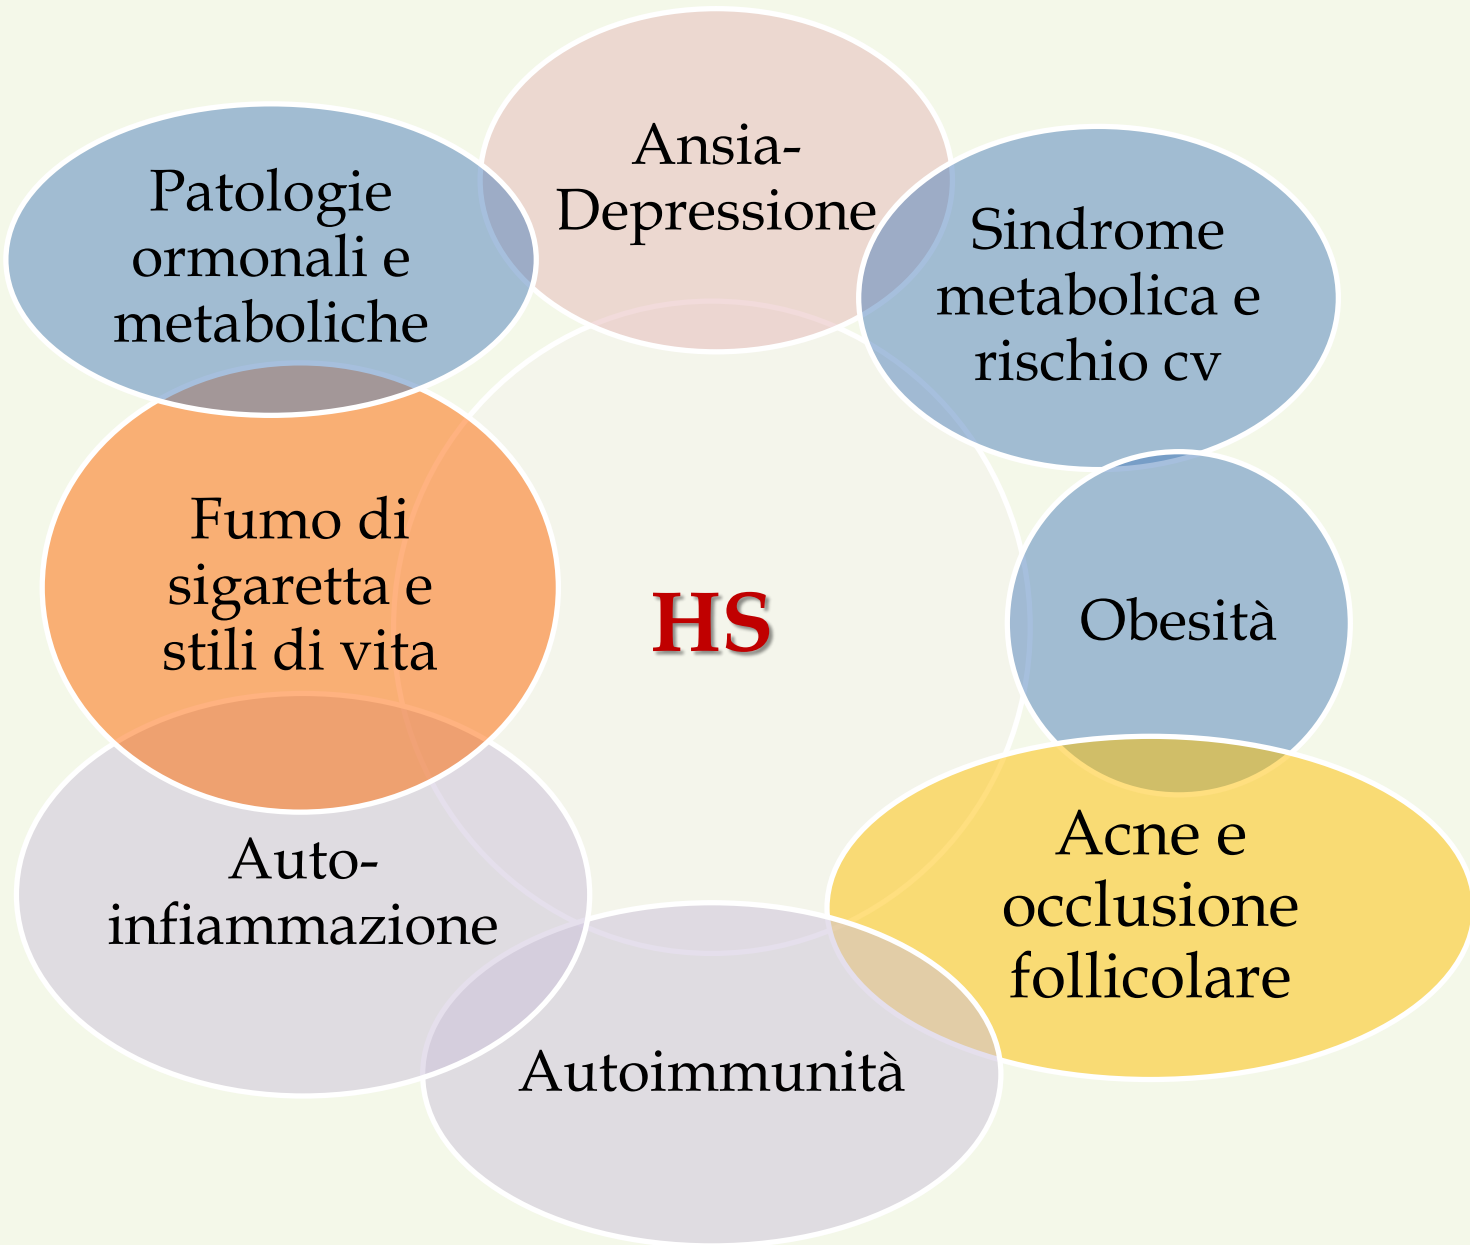 Ansia-
Depressione
Patologie
ormonali e
metaboliche
Sindrome
metabolica e
rischio cv
Fumo di
sigaretta e
stili di vita
HS
Obesità
Auto-
infiammazione
Acne e
occlusione
follicolare
Autoimmunità